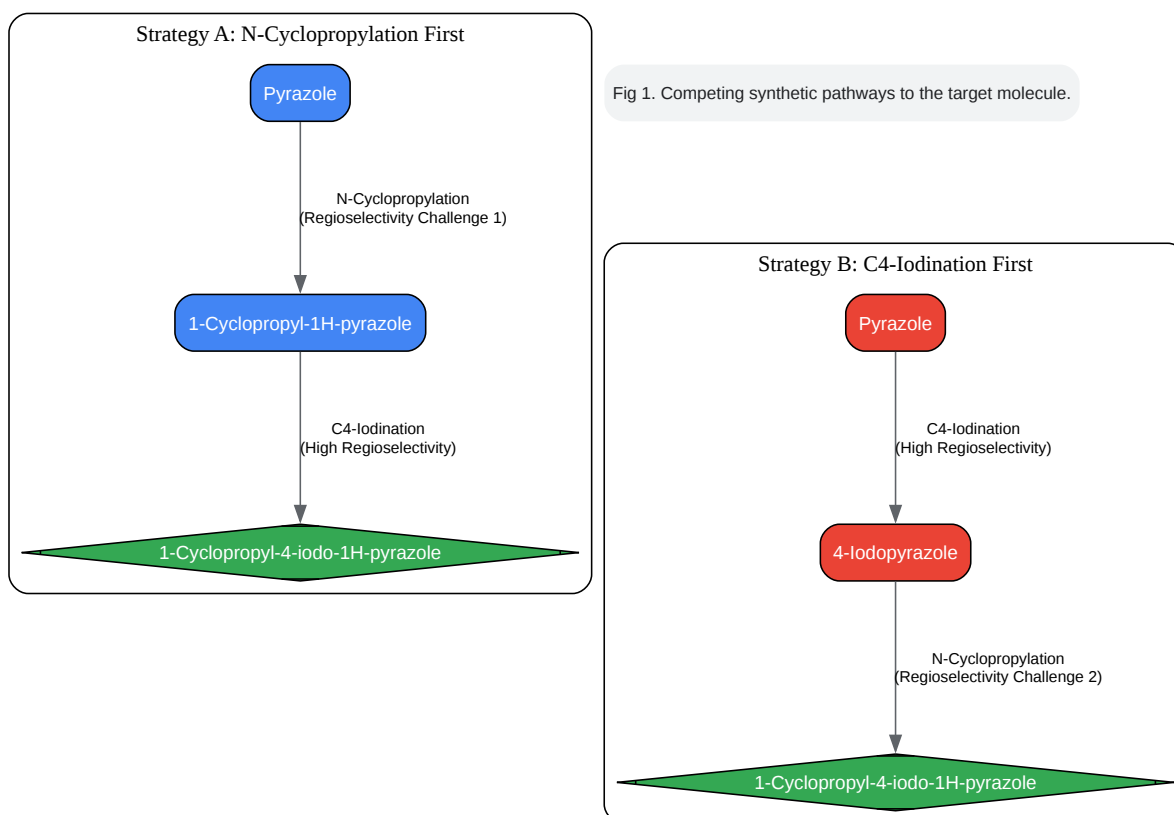 Strategy A: N-Cyclopropylation First
Pyrazole
N-Cyclopropylation
(Regioselectivity Challenge 1)
1-Cyclopropyl-1H-pyrazole
C4-Iodination
(High Regioselectivity)
1-Cyclopropyl-4-iodo-1H-pyrazole
Fig 1. Competing synthetic pathways to the target molecule.
Strategy B: C4-Iodination First
Pyrazole
C4-Iodination
(High Regioselectivity)
4-Iodopyrazole
N-Cyclopropylation
(Regioselectivity Challenge 2)
1-Cyclopropyl-4-iodo-1H-pyrazole